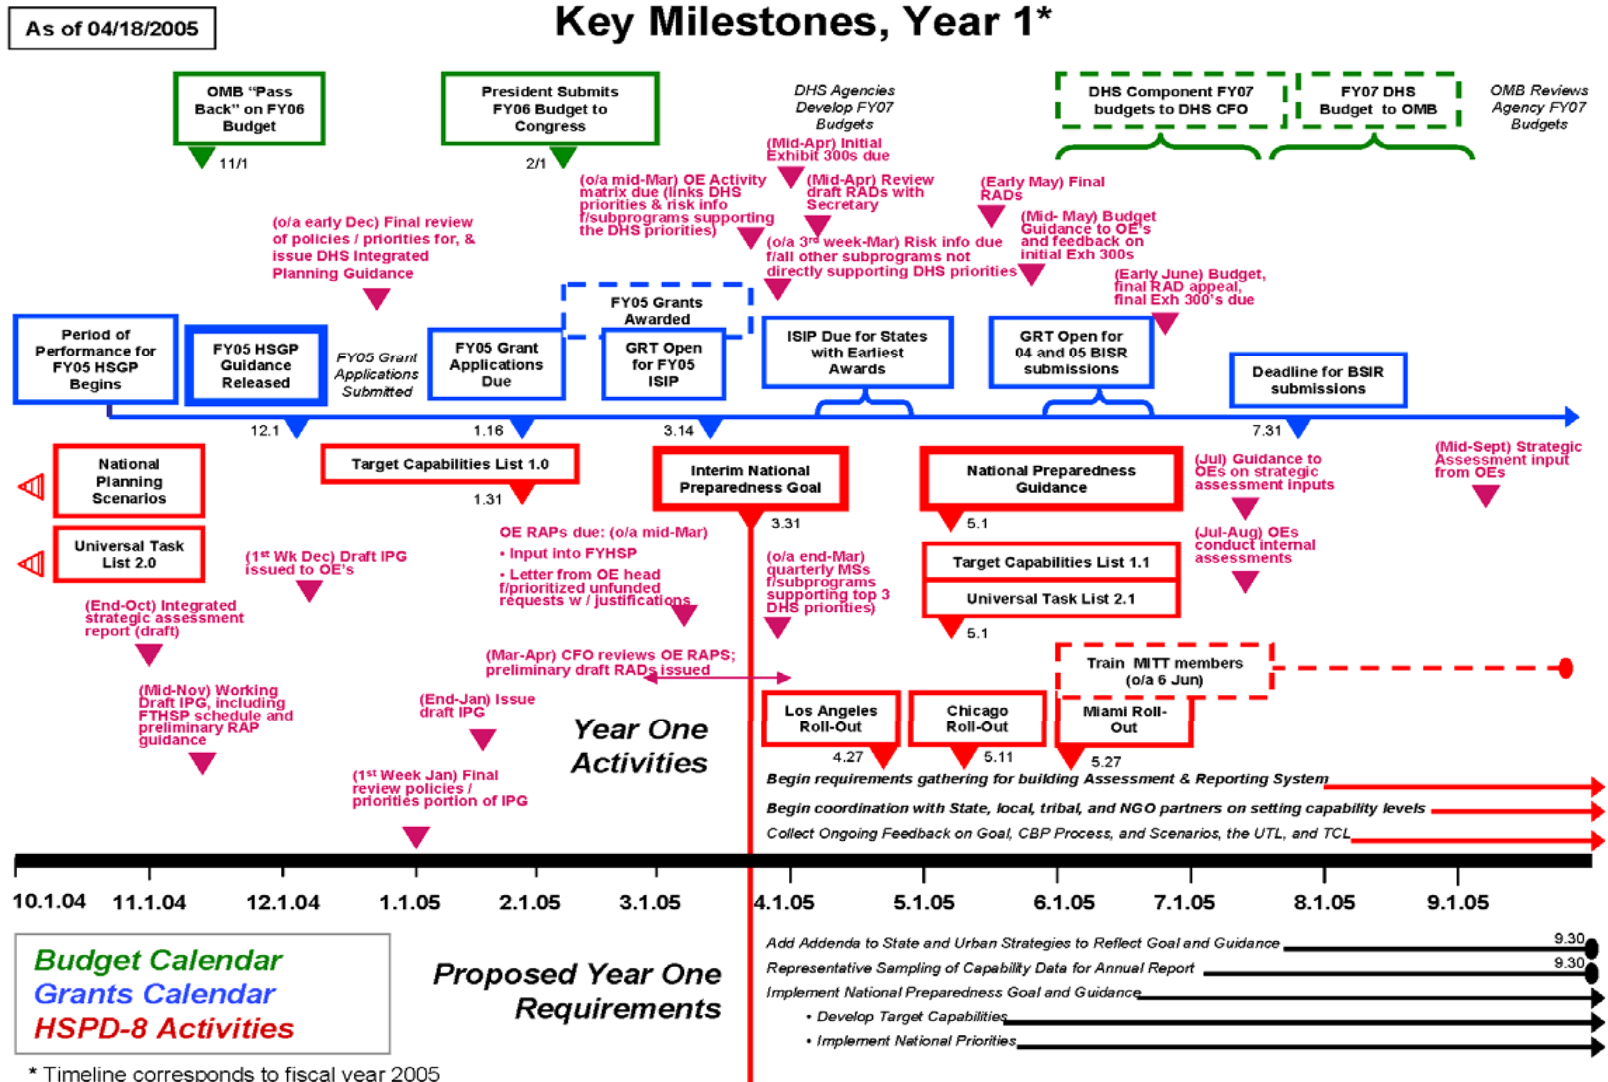 As of 04/18/2005
Key Milestones, Year 1*
OMB “Pass
Back” on FY06
Budget
11/1
President Submits
FY06 Budget to
Congress
2/1
DHS Agencies
Develop FY07
Budgets
DHS Component FY07
budgets to DHS CFO
FY07 DHS
Budget to OMB
OMB Reviews
Agency FY07
Budgets
(Mid-Apr) Initial
Exhibit 300s due
(o/a mid-Mar) OE Activity
matrix due (links DHS
priorities & risk info
f/subprograms supporting
the DHS priorities)
(Mid-Apr) Review
draft RADs with
Secretary
(Early May) Final
RADs
(Mid- May) Budget
Guidance to OE's
and feedback on
initial Exh 300s
(o/a early Dec) Final review
of policies / priorities for, &
issue DHS Integrated
Planning Guidance
(o/a 3rd week-Mar) Risk info due
f/all other subprograms not
directly supporting DHS priorities
(Early June) Budget,
final RAD appeal,
final Exh 300's due
Period of
Performance for
FY05 HSGP
Begins
FY05 HSGP
Guidance
Released
12.1
FY05 Grant
Applications
Submitted
FY05 Grant
Applications
Due
1.16
FY05 Grants
Awarded
GRT Open
for FY05
ISIP
3.14
ISIP Due for States
with Earliest
Awards
GRT Open for
04 and 05 BISR
submissions
Deadline for BSIR
submissions
7.31
National
Planning
Scenarios
Universal Task
List 2.0
Target Capabilities List 1.0
1.31
Interim National
Preparedness Goal
3.31
National Preparedness
Guidance
5.1
Target Capabilities List 1.1
Universal Task List 2.1
5.1
(Jul) Guidance to
OEs on strategic
assessment inputs
(Mid-Sept) Strategic
Assessment input
from OEs
(Jul-Aug) OEs
conduct internal
assessments
(1st Wk Dec) Draft IPG
issued to OE's
OE RAPs due: (o/a mid-Mar)
• Input into FYHSP
• Letter from OE head
f/prioritized unfunded
requests w / justifications
(o/a end-Mar)
quarterly MSs
f/subprograms
supporting top 3
DHS priorities)
(End-Oct) Integrated
strategic assessment
report (draft)
(Mid-Nov) Working
Draft IPG, including
FTHSP schedule and
preliminary RAP
guidance
(Mar-Apr) CFO reviews OE RAPS;
preliminary draft RADs issued
(End-Jan) Issue
draft IPG
(1st Week Jan) Final
review policies /
priorities portion of IPG
Train MITT members
(o/a 6 Jun)
Los Angeles
Roll-Out
4.27
Chicago
Roll-Out
5.11
Miami Roll-
Out
5.27
Year One
Activities
Begin requirements gathering for building Assessment & Reporting System
Begin coordination with State, local, tribal, and NGO partners on setting capability levels
Collect Ongoing Feedback on Goal, CBP Process, and Scenarios, the UTL, and TCL
10.1.04
11.1.04
12.1.04
1.1.05
2.1.05
3.1.05
4.1.05
5.1.05
6.1.05
7.1.05
8.1.05
9.1.05
Budget Calendar
Grants Calendar
HSPD-8 Activities
Proposed Year One
Requirements
Add Addenda to State and Urban Strategies to Reflect Goal and Guidance
9.30
Representative Sampling of Capability Data for Annual Report
9.30
Implement National Preparedness Goal and Guidance
• Develop Target Capabilities
• Implement National Priorities
* Timeline corresponds to fiscal year 2005